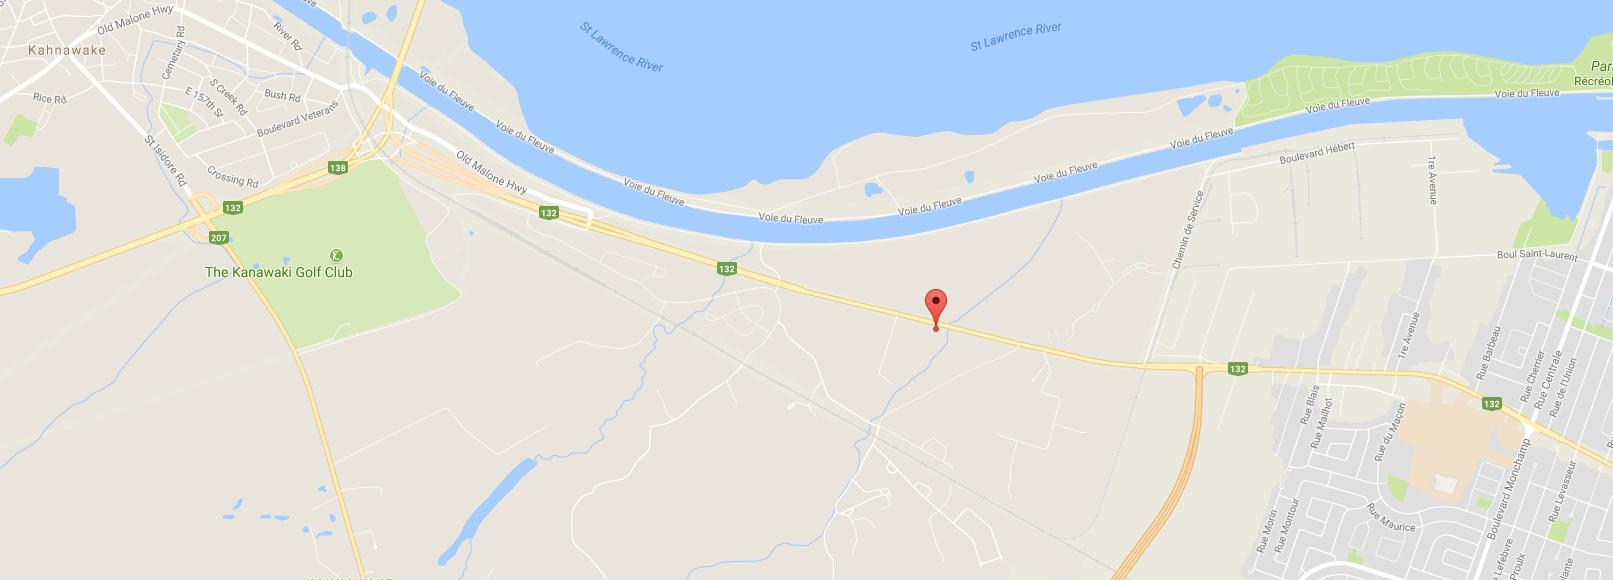 Old Malone Hwy
River Rd
Kahnawake
Cemetary Rd
Rice Rd
S Creek Rd
E 157th St
Bush Rd
Boulevard Veterans
St Isidore Rd
Crossing Rd
138
132
207
The Kanawaki Golf Club
St Lawrence River
St Lawrence River
Voie du Fleuve
Voie du Fleuve
Old Malone Hwy
132
Voie du Fleuve
Voie du Fleuve
Voie du Fleuve
Voie du Fleuve
Voie du Fleuve
Voie du Fleuve
Voie du Fleuve
132
Boulevard Hébert
1re Avenue
Chemin de Service
Boul Saint-Laurent
1re Avenue
Rue Barbeau
Rue Cherrier
Rue Centrale
Rue de l'Union
132
132
Rue Blais
Rue Mailhot
Rue du Maçon
Rue Morin
Rue Montour
Rue Maurice
Boulevard Monchamp
Rue Levasseur
s Lefebvre
Proulx